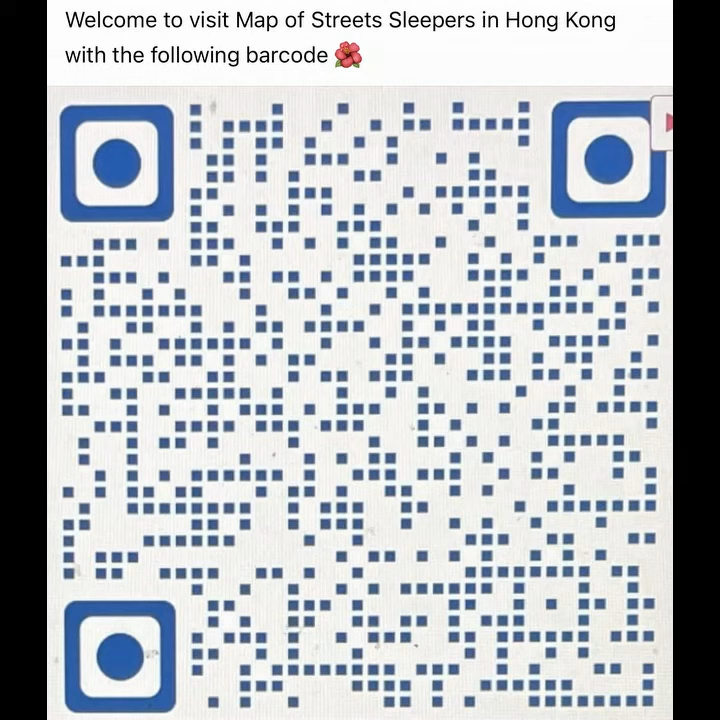 Welcome to visit Map of Streets Sleepers in Hong Kong
with the following barcode 🌺